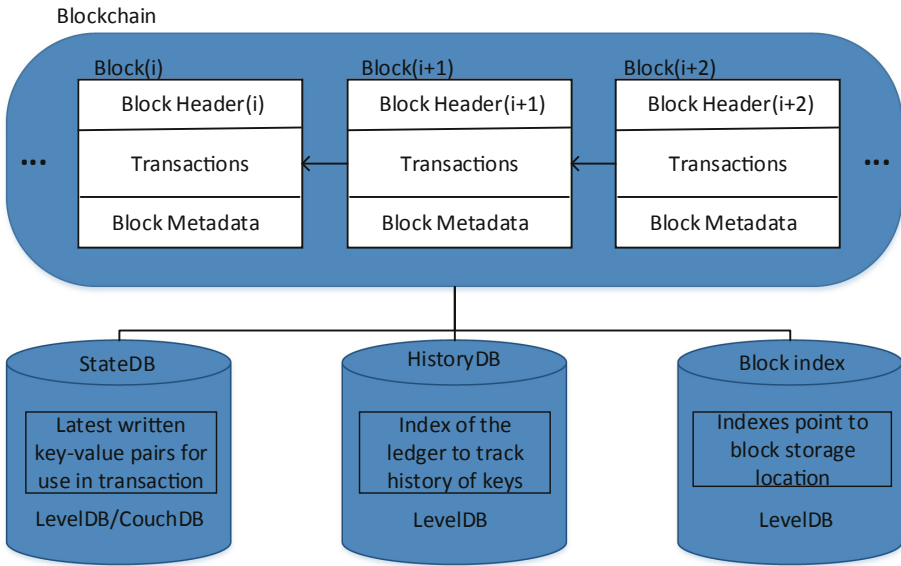 Blockchain
Block(i)
Block Header(i)
Transactions
Block Metadata
Block(i+1)
Block Header(i+1)
Transactions
Block Metadata
Block(i+2)
Block Header(i+2)
Transactions
Block Metadata
...
...
StateDB
Latest written
key-value pairs for
use in transaction
LevelDB/CouchDB
HistoryDB
Index of the
ledger to track
history of keys
LevelDB
Block index
Indexes point to
block storage
location
LevelDB